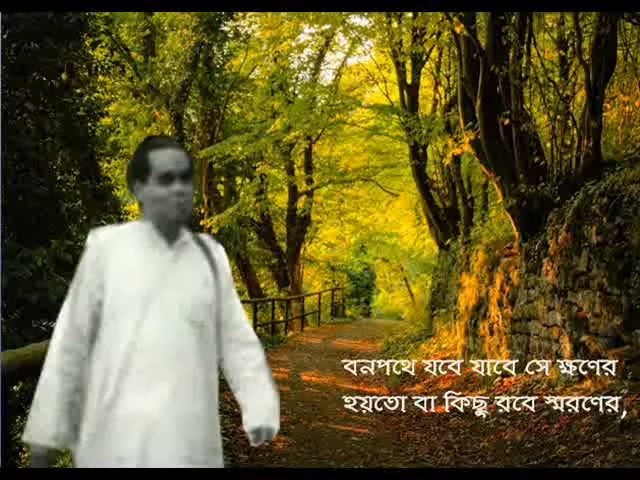 বনপথে যবে যাবে সে ক্ষণের
হয়তো বা কিছু রবে স্মরণের,